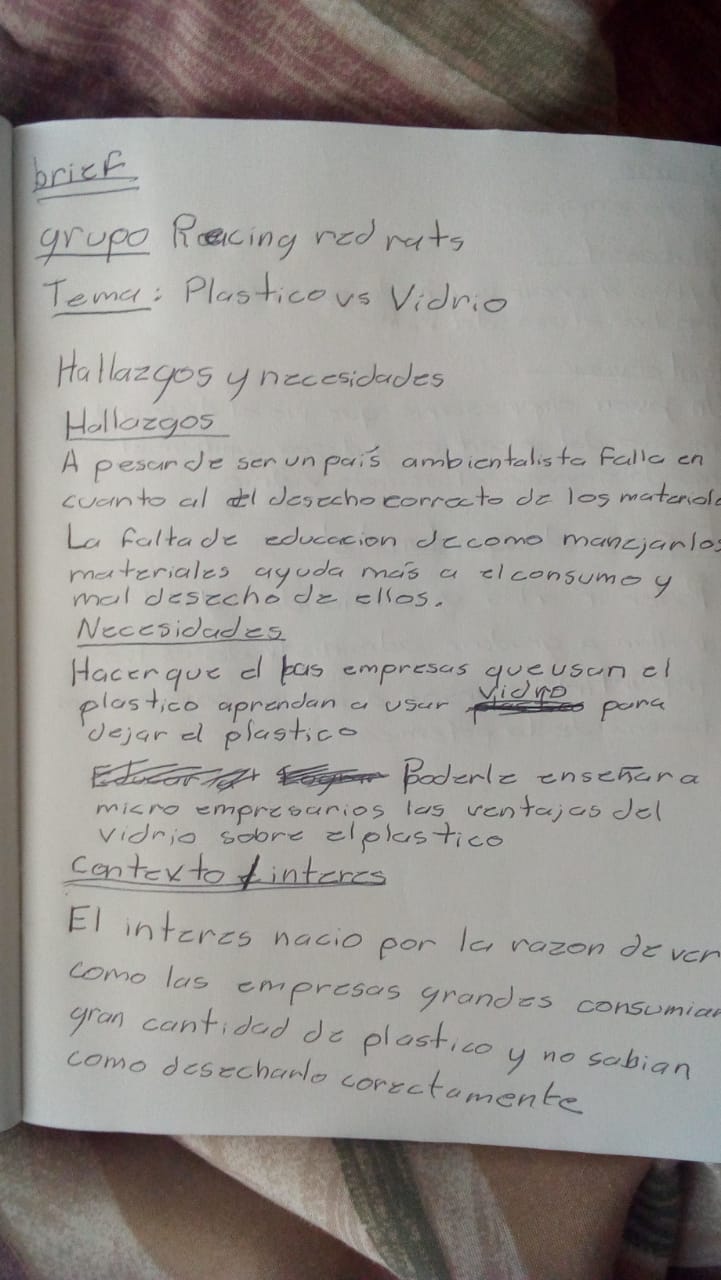 brief
grupo Racing red rats
Tema: Plastico vs Vidrio
Hallazgos y necesidades
Hallazgos
A pesar de ser un país ambientalista falla en
cuanto al el desecho correcto de los materiale
La falta de educacion de como manejar los
materiales ayuda más a el consumo y
mal desecho de ellos.
Necesidades
Hacer que el las empresas que usan el
plastico aprendan a usar vidrio para
dejar el plastico
Poderle enseñar a
micro empresarios las ventajas del
vidrio sobre el plastico
Contexto / interes
El interes nacio por la razon de ver
como las empresas grandes consumian
gran cantidad de plastico y no sabian
como desecharlo corectamente